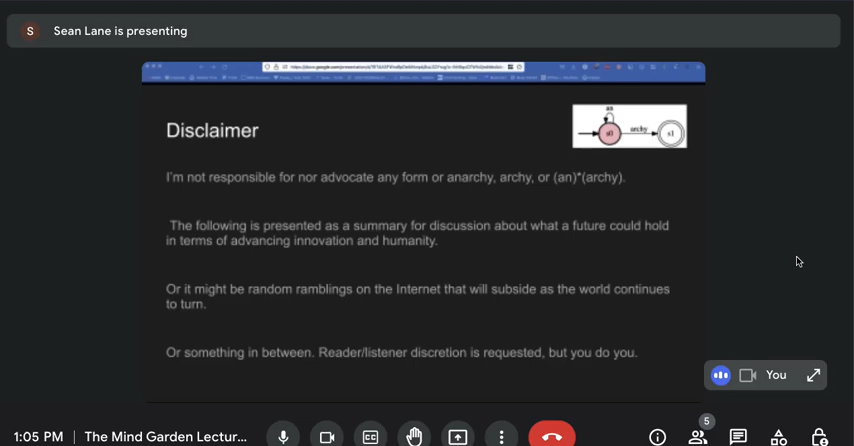 S Sean Lane is presenting
Disclaimer
an
s0
archy
s1
I'm not responsible for nor advocate any form or anarchy, archy, or (an)*(archy).
The following is presented as a summary for discussion about what a future could hold
in terms of advancing innovation and humanity.
Or it might be random ramblings on the Internet that will subside as the world continues
to turn.
Or something in between. Reader/listener discretion is requested, but you do you.
You
5
1:05 PM | The Mind Garden Lectur...
CC